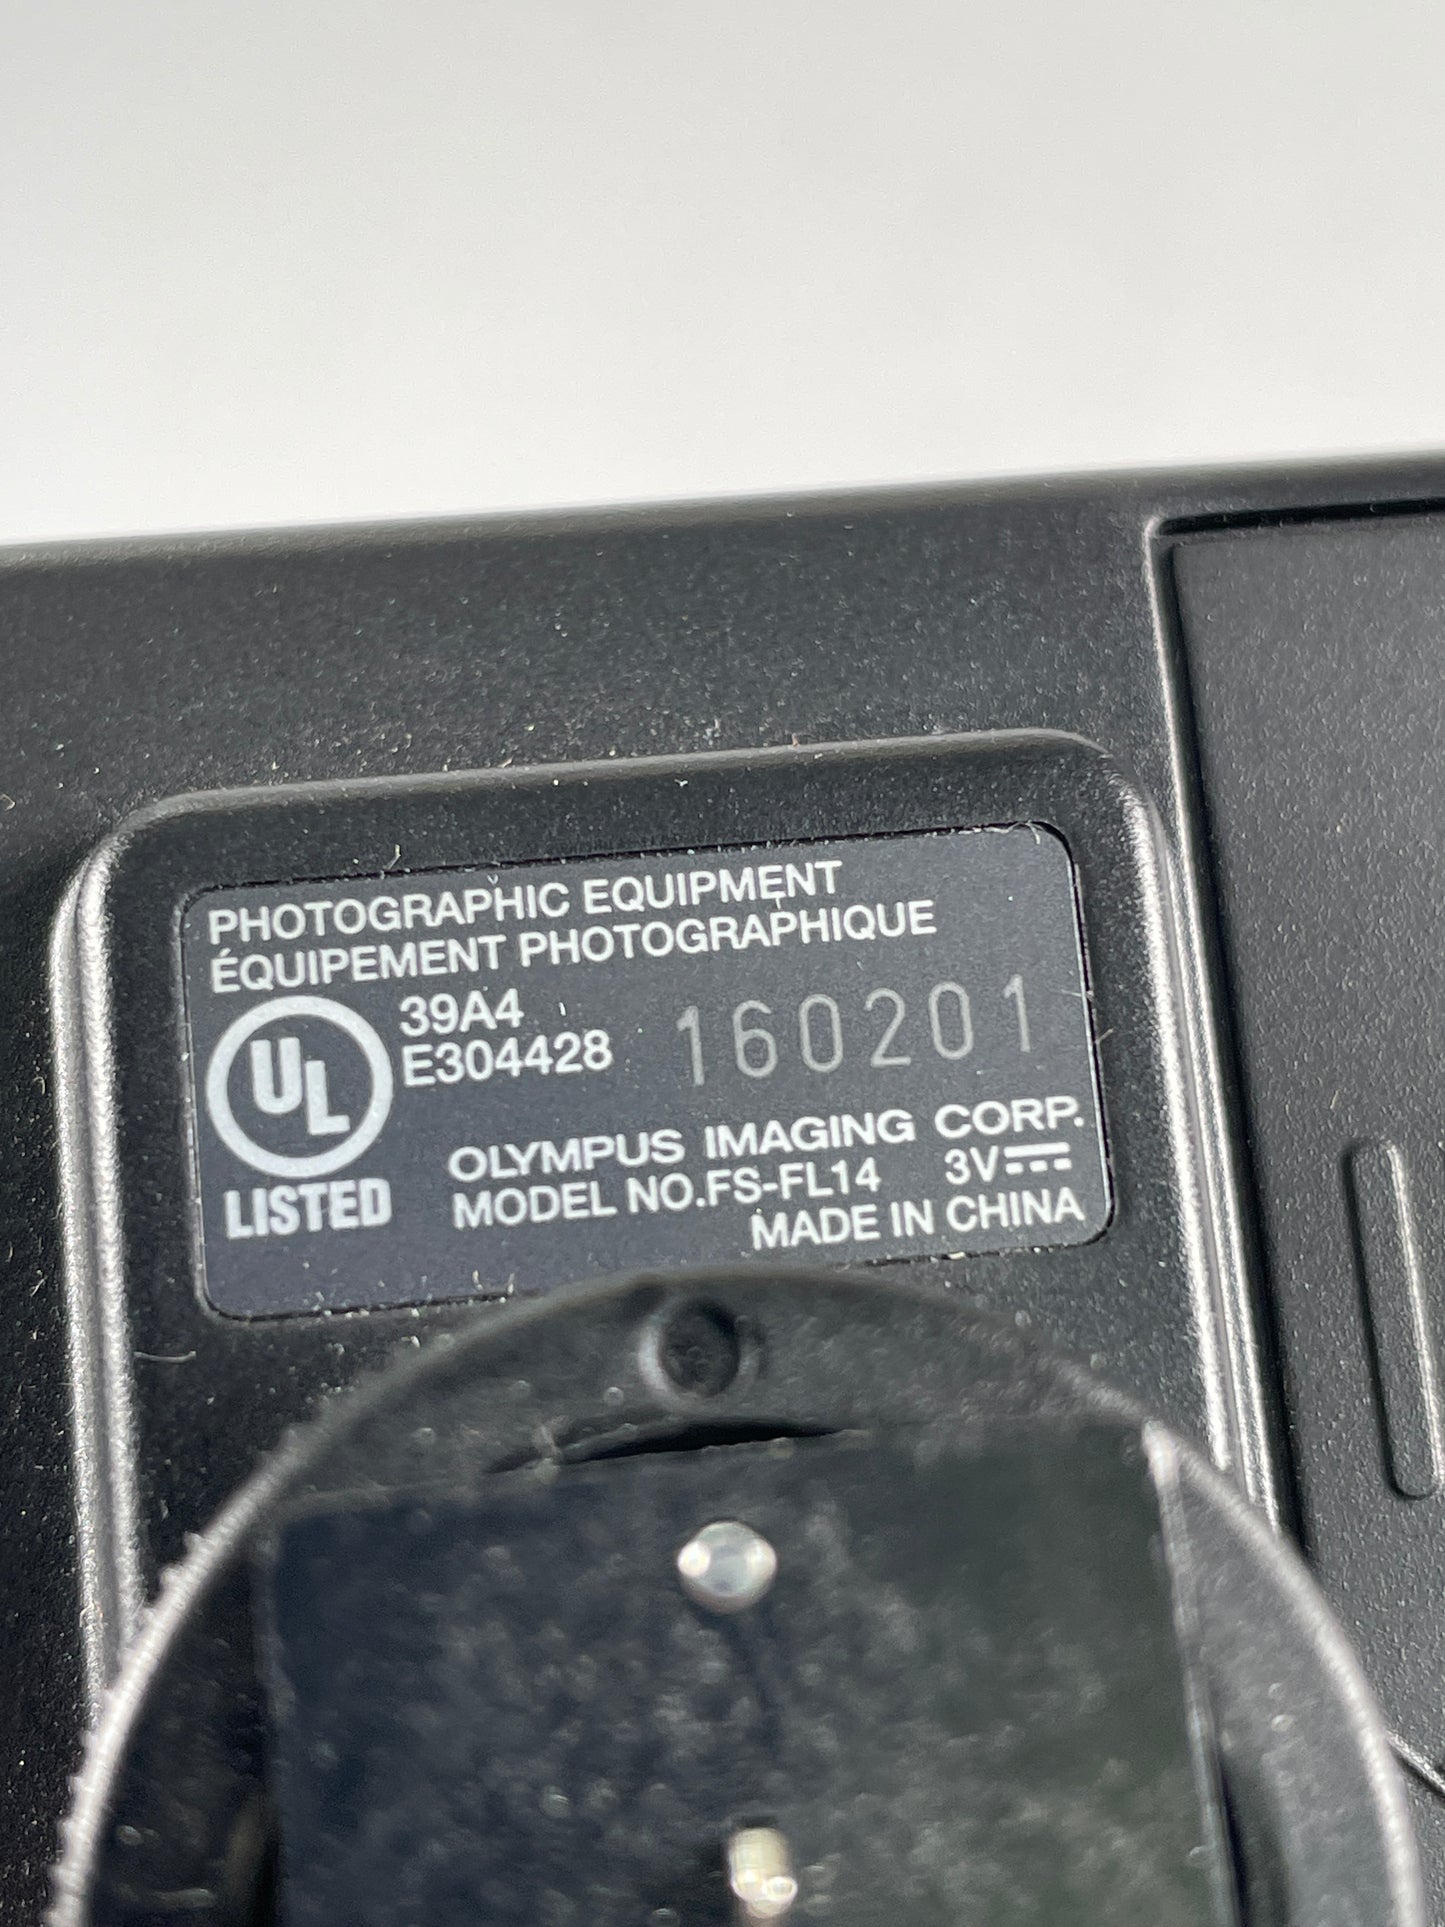 PHOTOGRAPHIC EQUIPMENT
ÉQUIPEMENT PHOTOGRAPHIQUE
39A4
E304428
160201
UL
LISTED
OLYMPUS IMAGING CORP.
MODEL NO.FS-FL14 3V
MADE IN CHINA